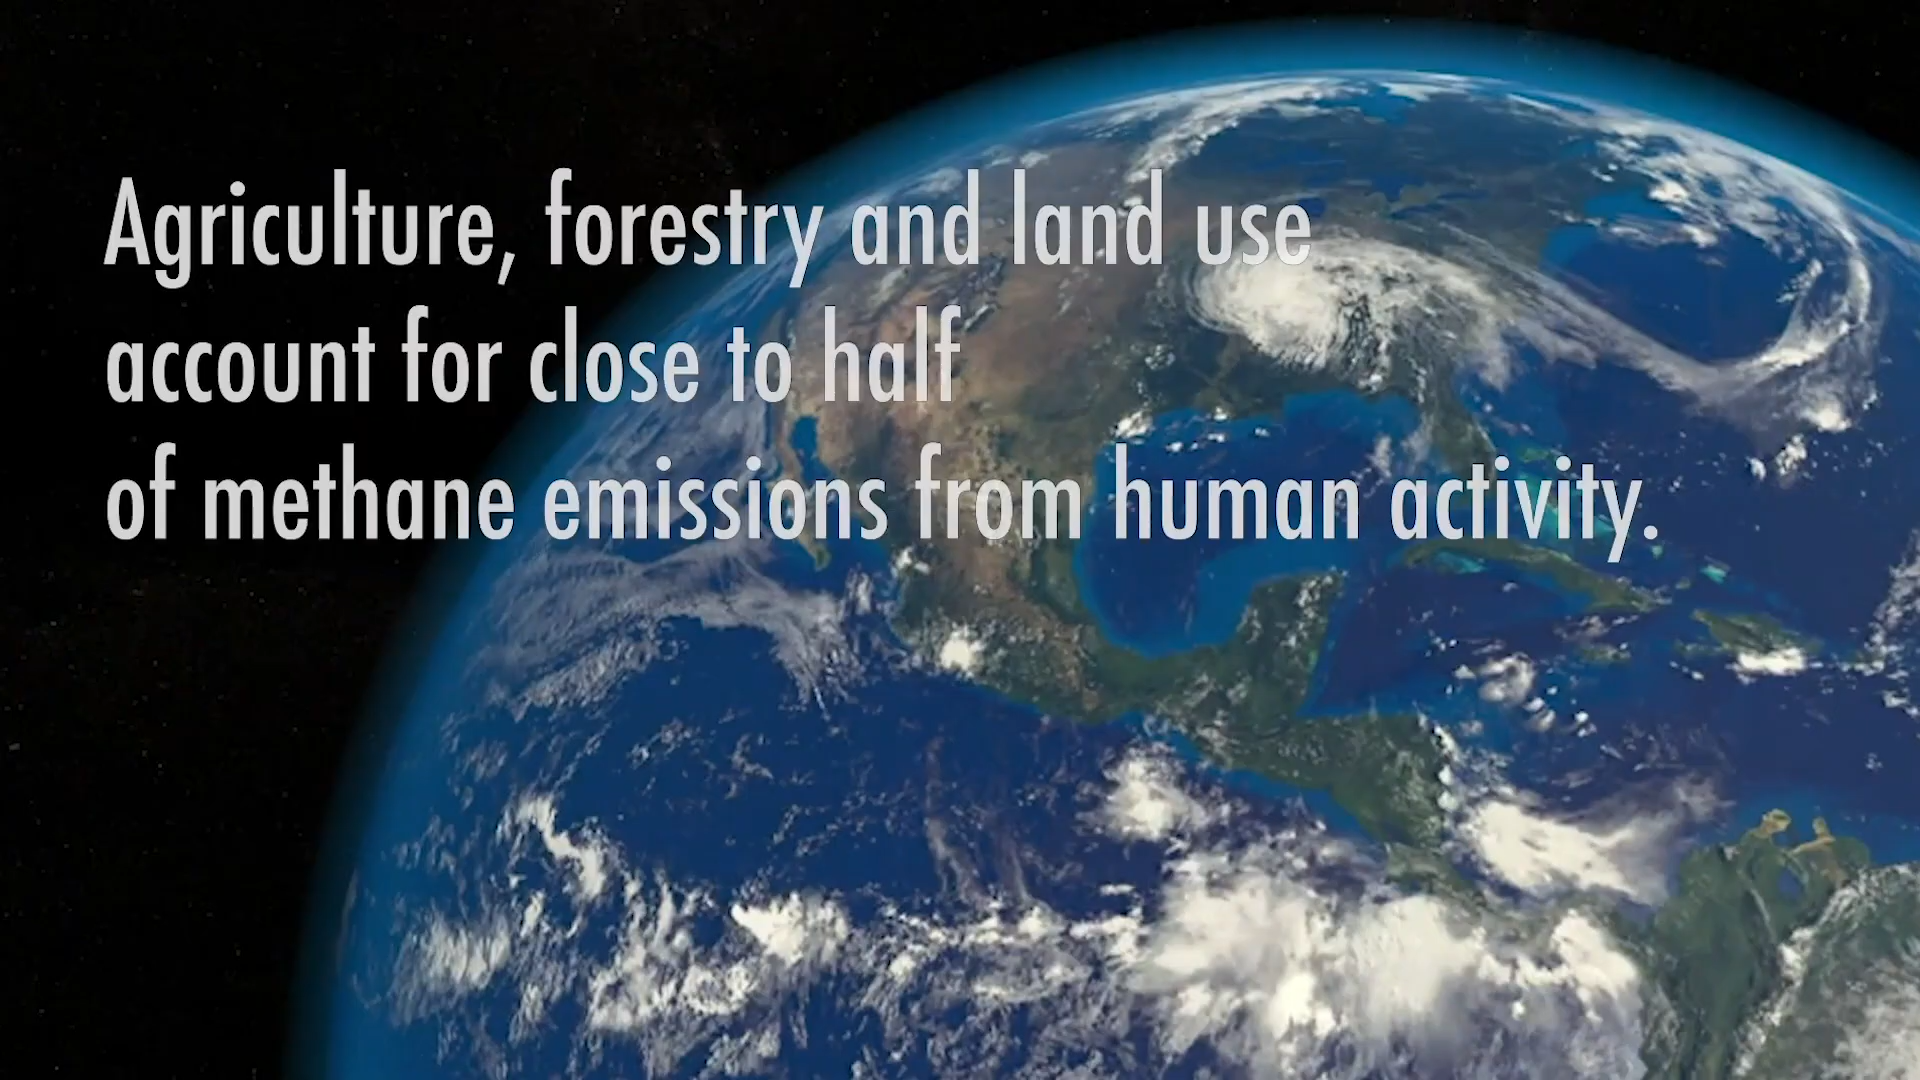 Agriculture, forestry and land use
account for close to half
of methane emissions from human activity.